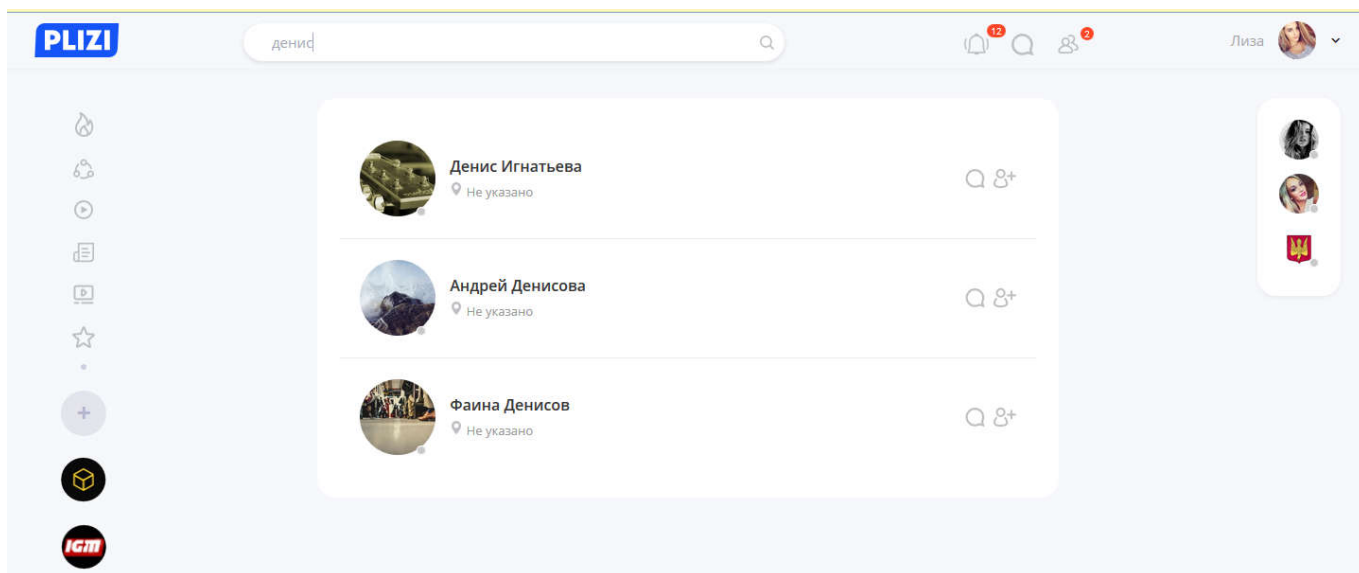 PLIZI
денис
12
2
Лиза
Денис Игнатьева
Не указано
Андрей Денисова
Не указано
Фаина Денисов
Не указано
IGM